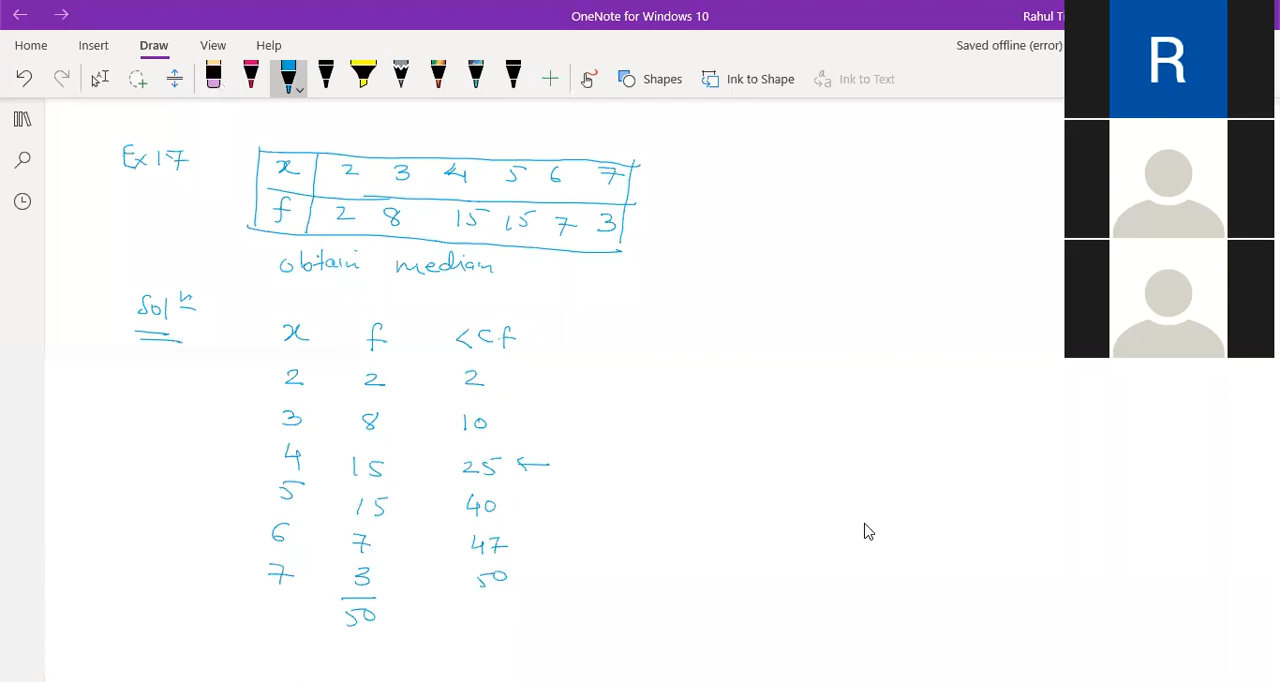 OneNote for Windows 10
Rahul Ti
Home Insert Draw View Help
Saved offline (error)
Shapes Ink to Shape Ink to Text
R
Ex 17
x 2 3 4 5 6 7
f 2 8 15 15 7 3
obtain median
Solⁿ
x f <cf
2 2 2
3 8 10
4 15 25 ←
5 15 40
6 7 47
7 3 50
50